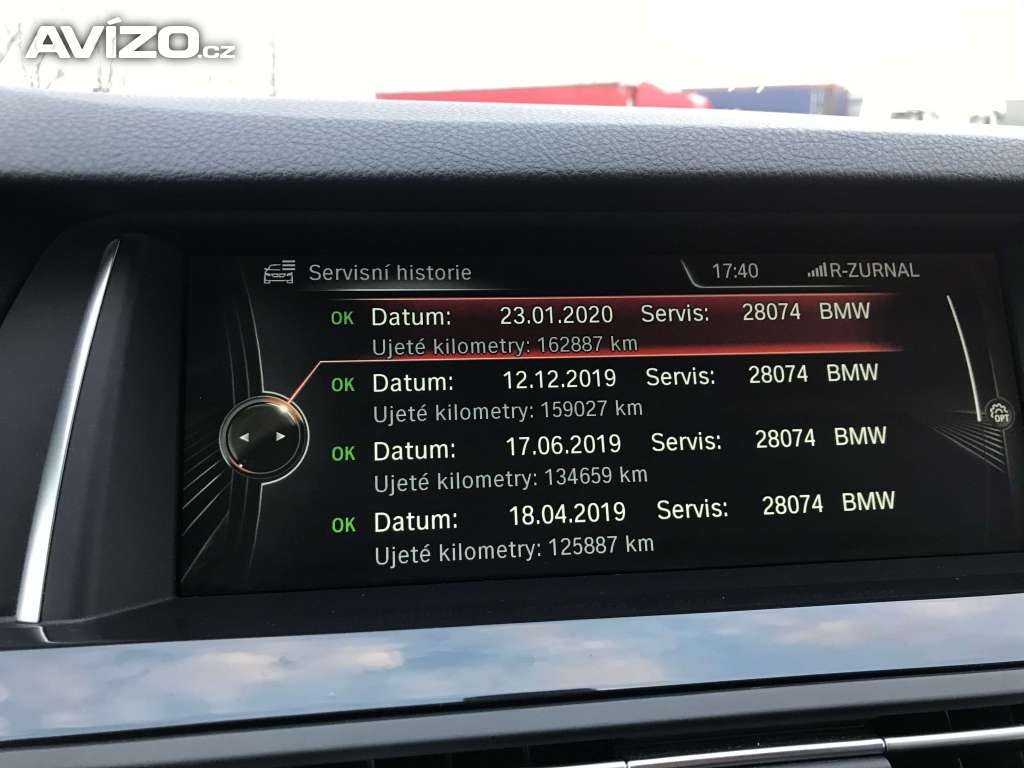 AVÍZO.cz
Servisní historie 17:40 R-ZURNAL
OK Datum: 23.01.2020 Servis: 28074 BMW
Ujeté kilometry: 162887 km
OK Datum: 12.12.2019 Servis: 28074 BMW
Ujeté kilometry: 159027 km
OK Datum: 17.06.2019 Servis: 28074 BMW
Ujeté kilometry: 134659 km
OK Datum: 18.04.2019 Servis: 28074 BMW
Ujeté kilometry: 125887 km
OPT